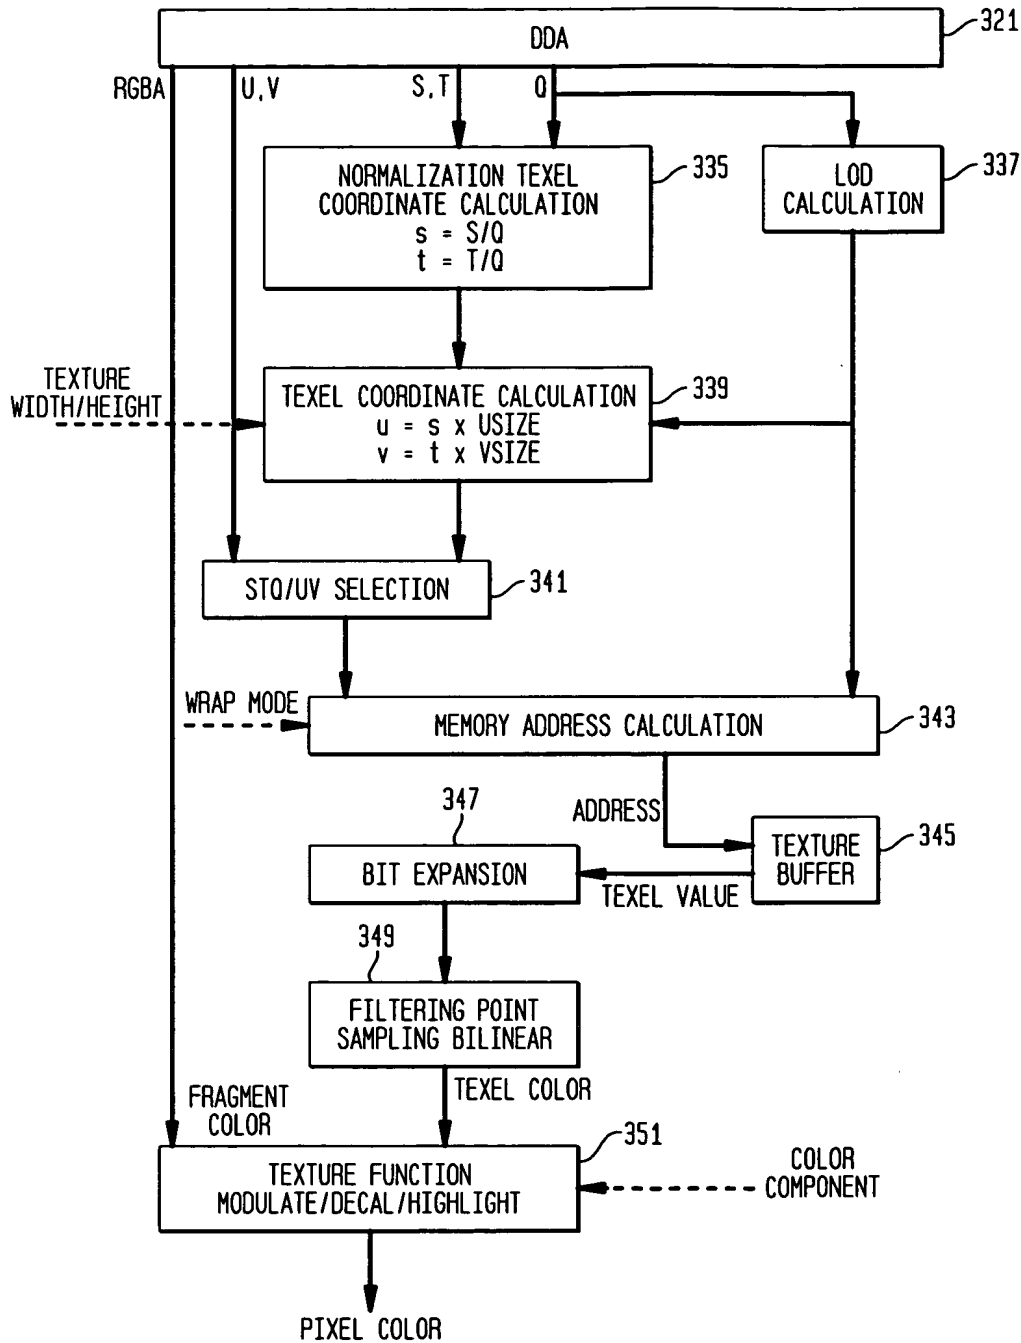 DDA
321
RGBA
U,V
S,T
Q
NORMALIZATION TEXEL
COORDINATE CALCULATION
s = S/Q
t = T/Q
335
LOD
CALCULATION
337
TEXTURE
WIDTH/HEIGHT
TEXEL COORDINATE CALCULATION
u = s x USIZE
v = t x VSIZE
339
STQ/UV SELECTION
341
WRAP MODE
MEMORY ADDRESS CALCULATION
343
ADDRESS
TEXTURE
BUFFER
345
347
BIT EXPANSION
TEXEL VALUE
349
FILTERING POINT
SAMPLING BILINEAR
TEXEL COLOR
FRAGMENT
COLOR
351
TEXTURE FUNCTION
MODULATE/DECAL/HIGHLIGHT
COLOR
COMPONENT
PIXEL COLOR